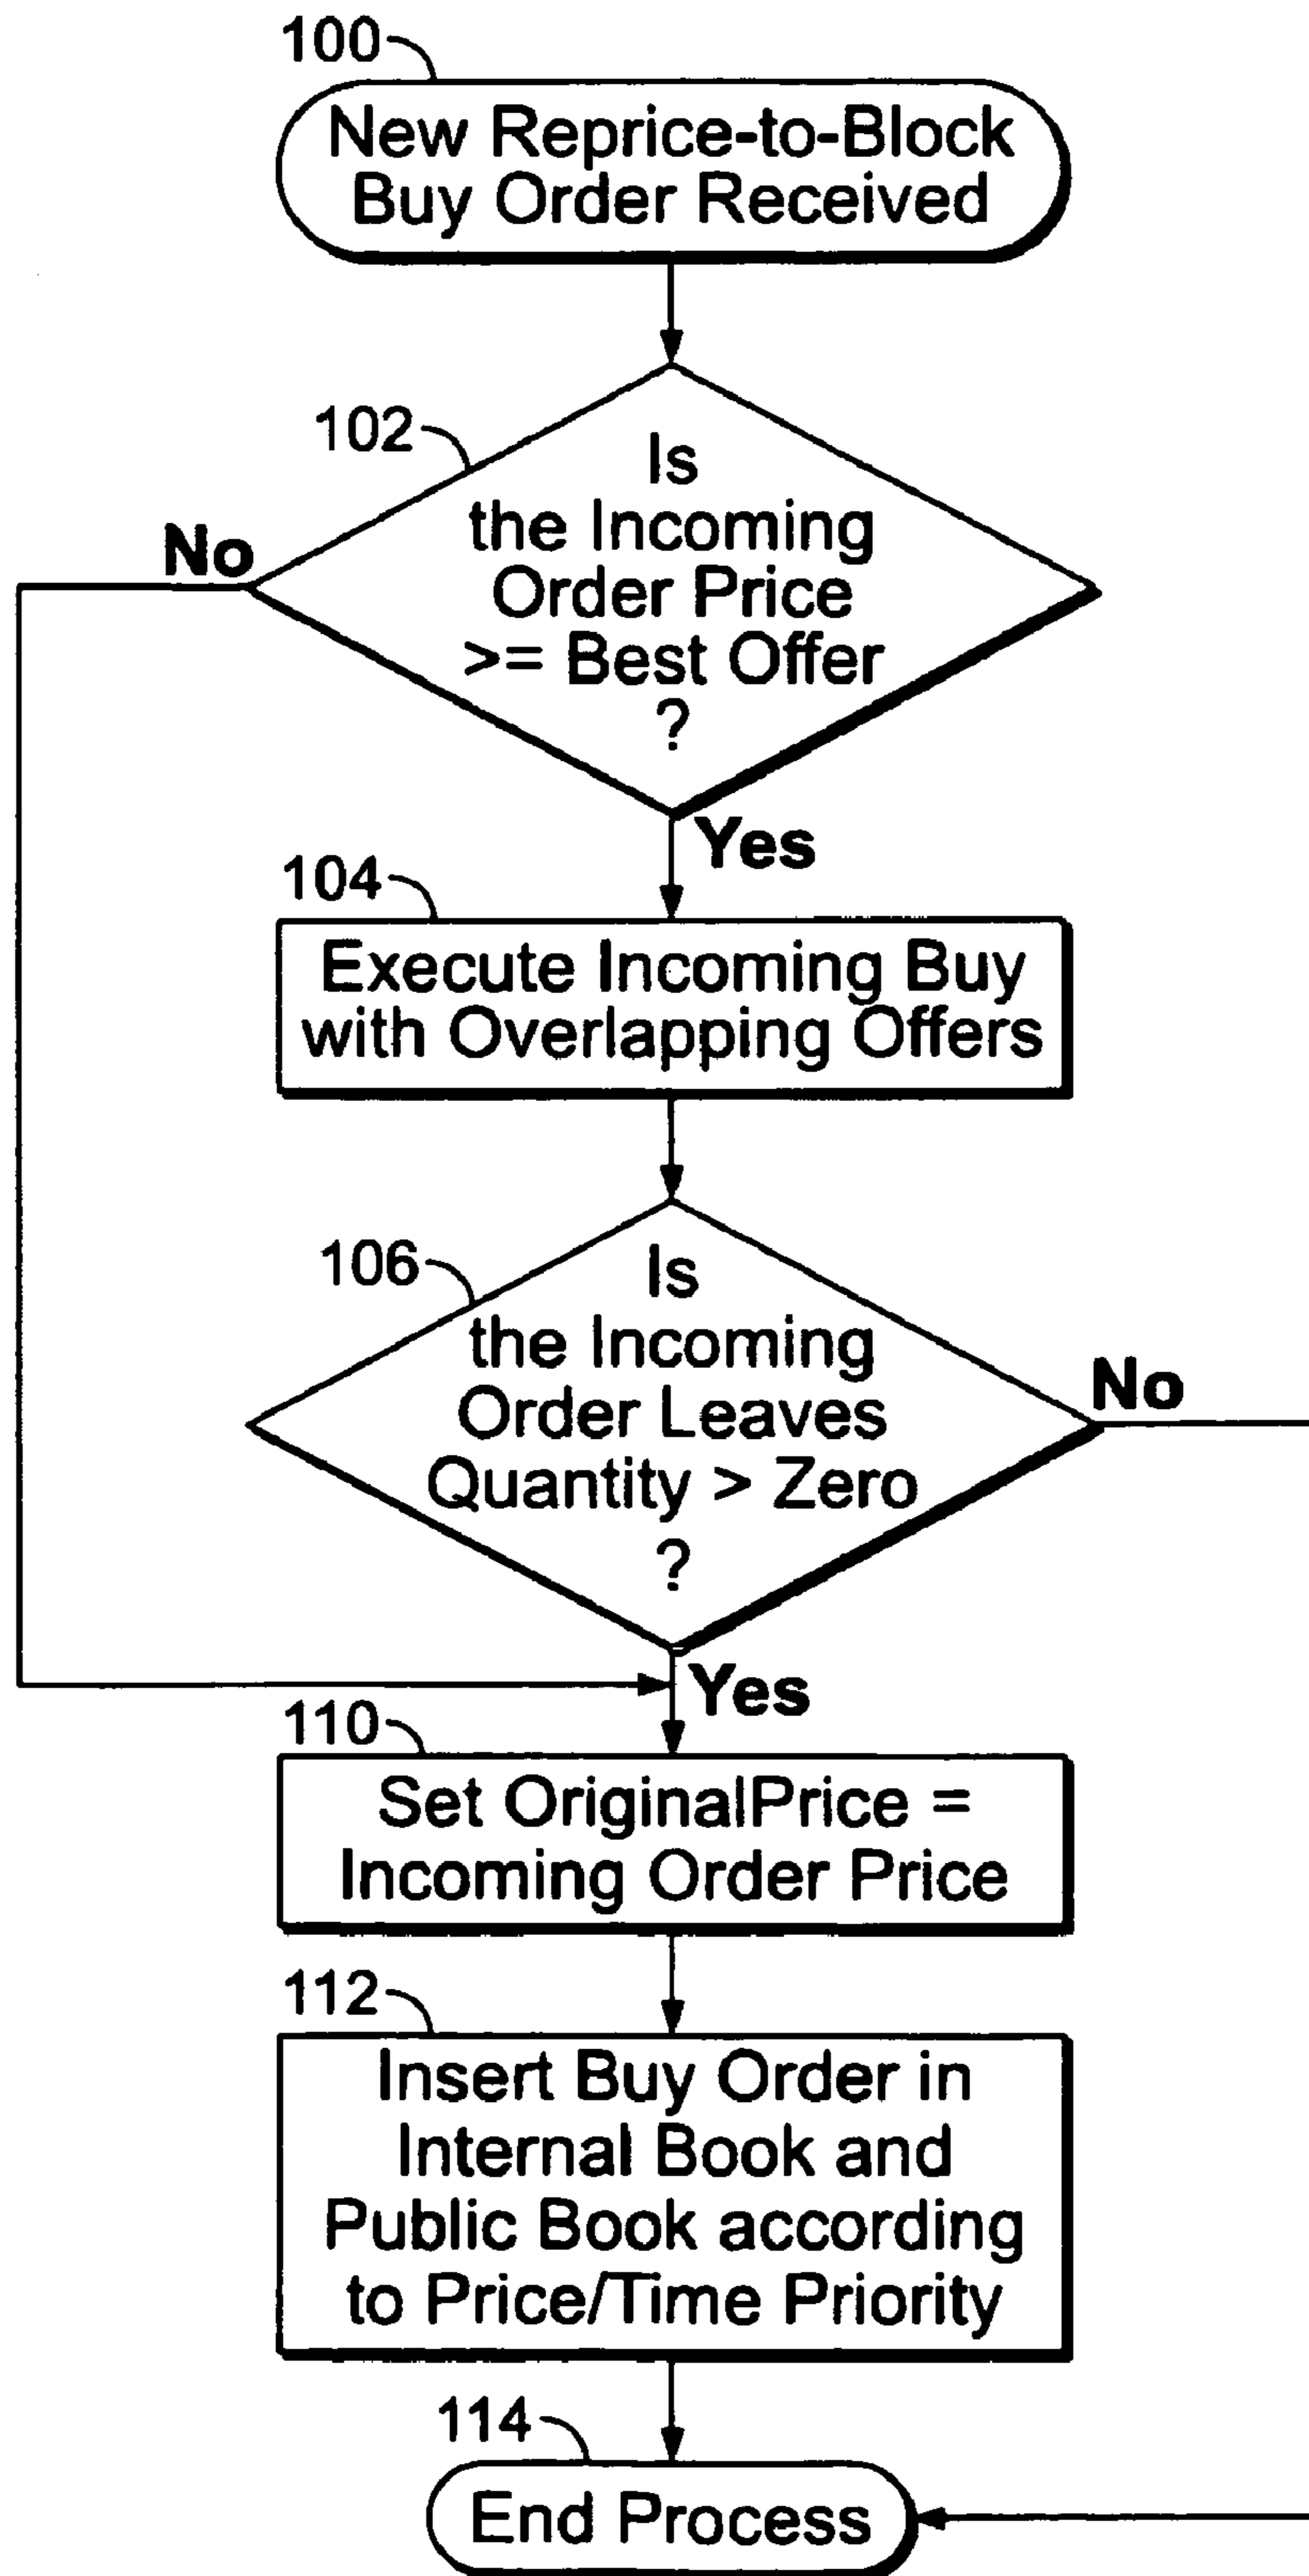 100
New Reprice-to-Block
Buy Order Received
102
Is
the Incoming
Order Price
>= Best Offer
?
No
Yes
104
Execute Incoming Buy
with Overlapping Offers
106
Is
the Incoming
Order Leaves
Quantity > Zero
?
No
Yes
110
Set OriginalPrice =
Incoming Order Price
112
Insert Buy Order in
Internal Book and
Public Book according
to Price/Time Priority
114
End Process